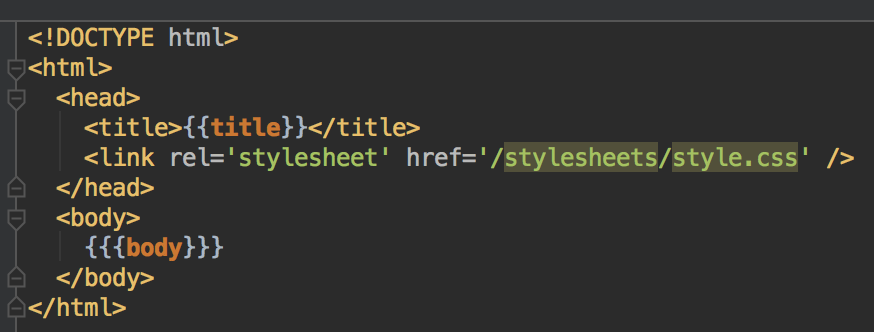 <!DOCTYPE html>
<html>
<head>
<title>{{title}}</title>
<link rel='stylesheet' href='/stylesheets/style.css' />
</head>
<body>
{{{body}}}
</body>
</html>